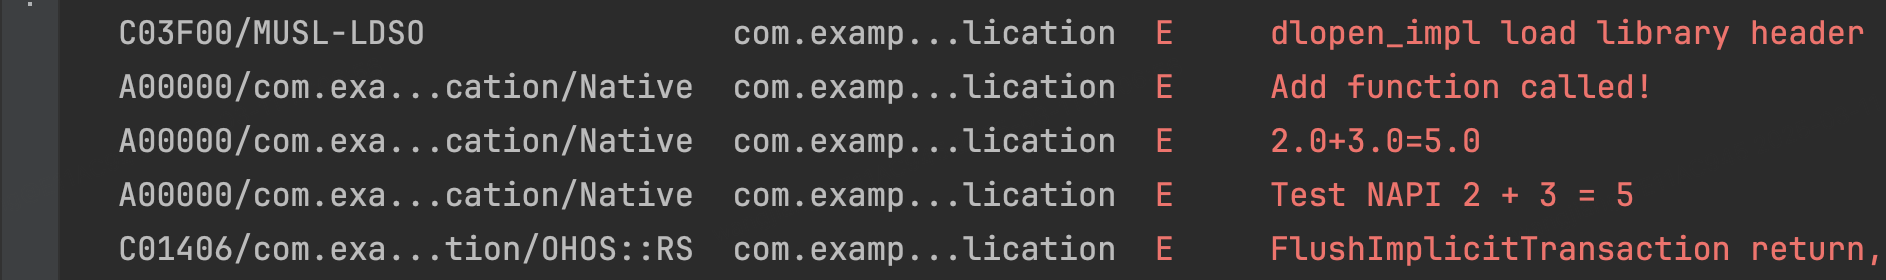 C03F00/MUSL-LDSO com.examp...lication E dlopen_impl load library header
A00000/com.exa...cation/Native com.examp...lication E Add function called!
A00000/com.exa...cation/Native com.examp...lication E 2.0+3.0=5.0
A00000/com.exa...cation/Native com.examp...lication E Test NAPI 2 + 3 = 5
C01406/com.exa...tion/OHOS::RS com.examp...lication E FlushImplicitTransaction return,